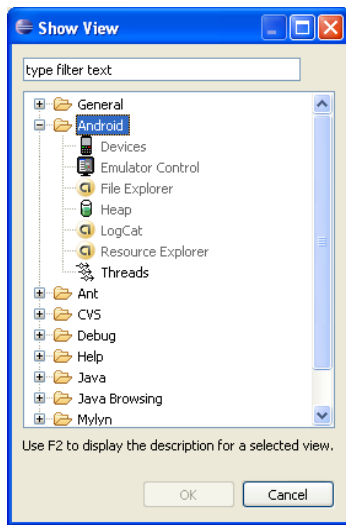 Show View
type filter text
General
Android
Devices
Emulator Control
File Explorer
Heap
LogCat
Resource Explorer
Threads
Ant
CVS
Debug
Help
Java
Java Browsing
Mylyn
Use F2 to display the description for a selected view.
OK Cancel